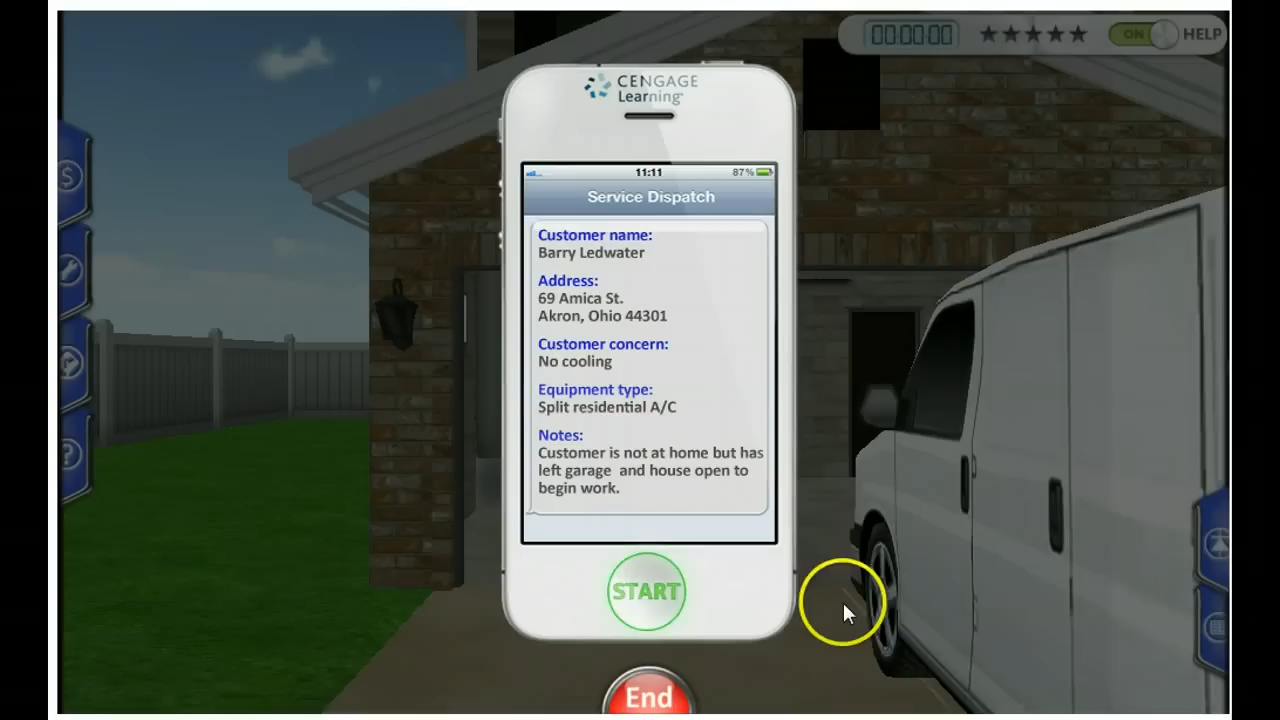 00:00:00
ON HELP
CENGAGE
Learning™
11:11 87%
Service Dispatch
Customer name:
Barry Ledwater
Address:
69 Amica St.
Akron, Ohio 44301
Customer concern:
No cooling
Equipment type:
Split residential A/C
Notes:
Customer is not at home but has
left garage and house open to
begin work.
START
End
$
?